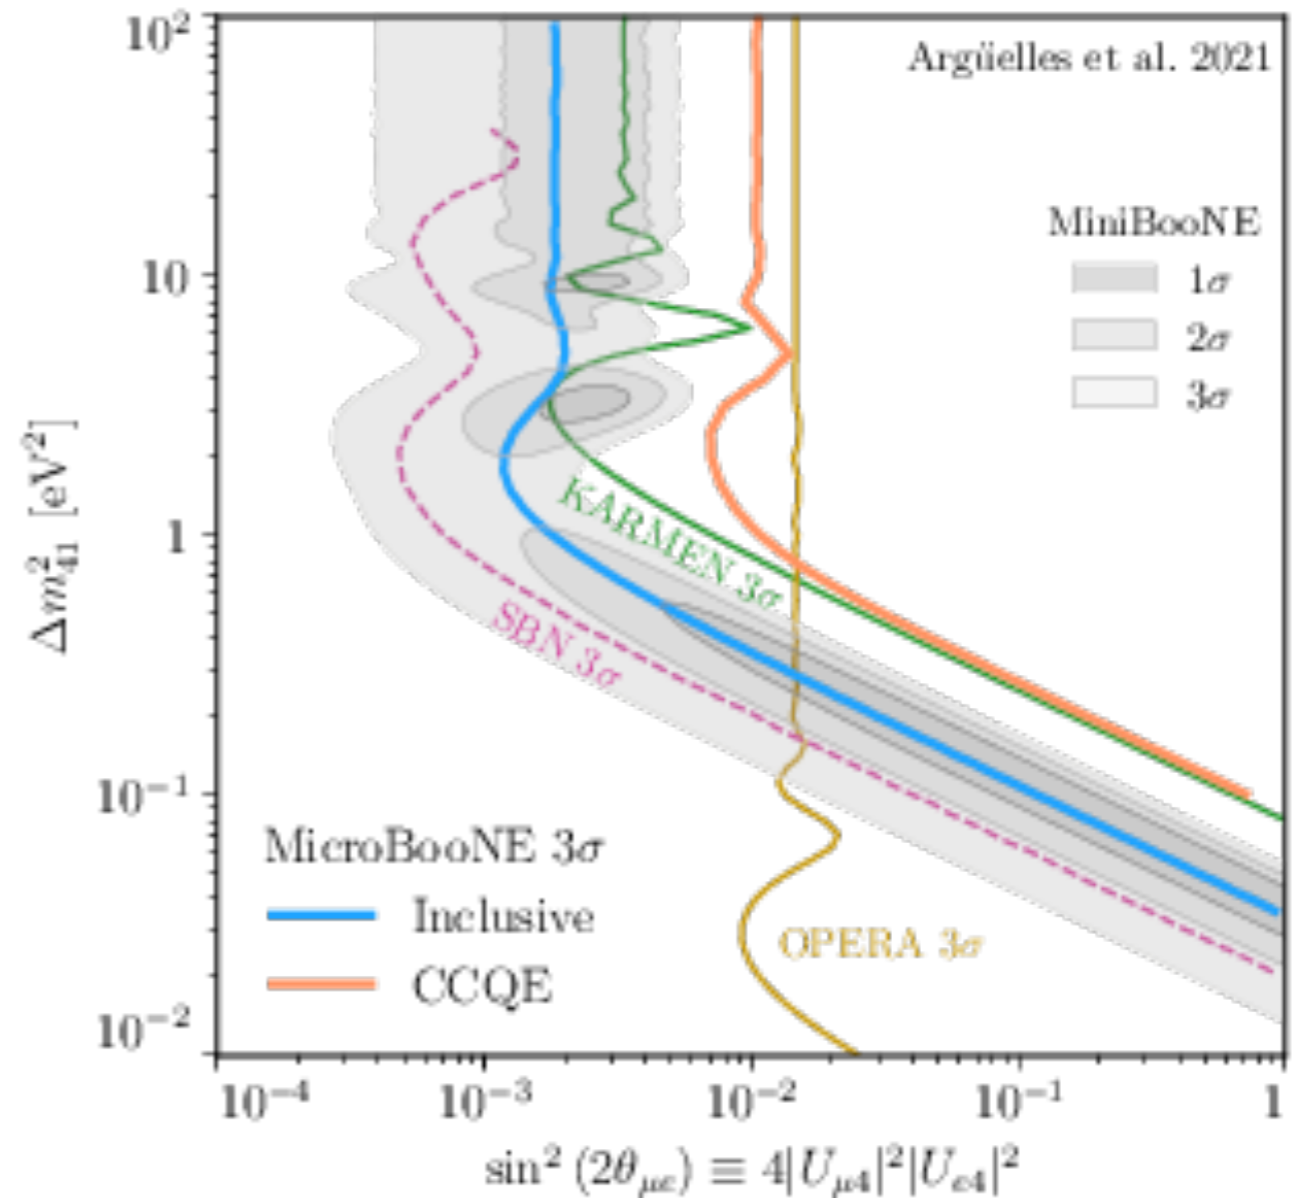 10²
10
1
10⁻¹
10⁻²
Δm²₄₁ [eV²]
Argüelles et al. 2021
MiniBooNE
1σ
2σ
3σ
KARMEN 3σ
SBN 3σ
OPERA 3σ
MicroBooNE 3σ
Inclusive
CCQE
10⁻⁴ 10⁻³ 10⁻² 10⁻¹ 1
sin² (2θμe) ≡ 4|Uμ4|²|Ue4|²